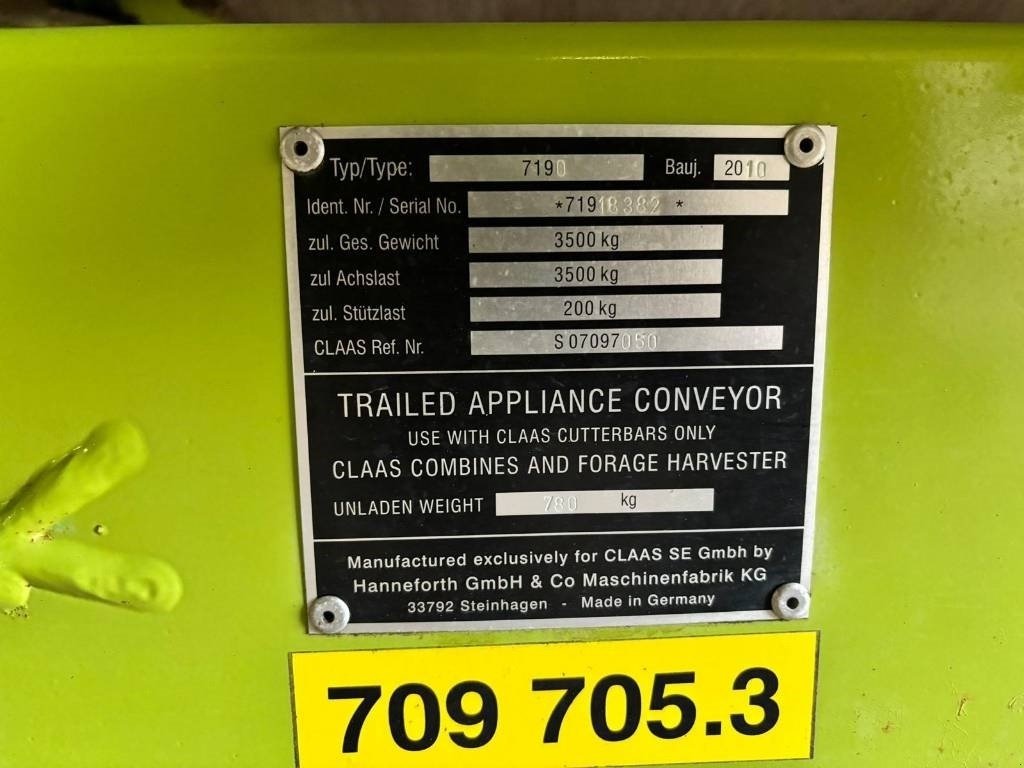 Typ/Type: 7190 Bauj. 2010
Ident. Nr. / Serial No. *71918382 *
zul. Ges. Gewicht 3500 kg
zul Achslast 3500 kg
zul. Stützlast 200 kg
CLAAS Ref. Nr. S 07097050
TRAILED APPLIANCE CONVEYOR
USE WITH CLAAS CUTTERBARS ONLY
CLAAS COMBINES AND FORAGE HARVESTER
UNLADEN WEIGHT 780 kg
Manufactured exclusively for CLAAS SE Gmbh by
Hanneforth GmbH & Co Maschinenfabrik KG
33792 Steinhagen - Made in Germany
709 705.3